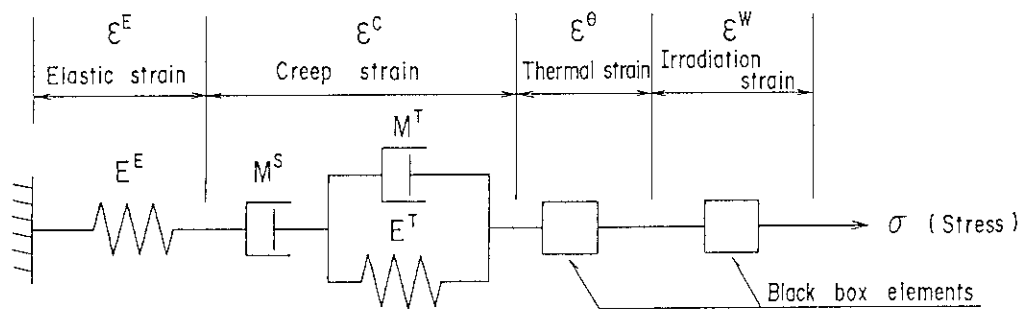 ε^E ε^C ε^θ ε^W
Elastic strain Creep strain Thermal strain Irradiation strain
M^T
E^E M^S
E^T
σ ( Stress )
Black box elements